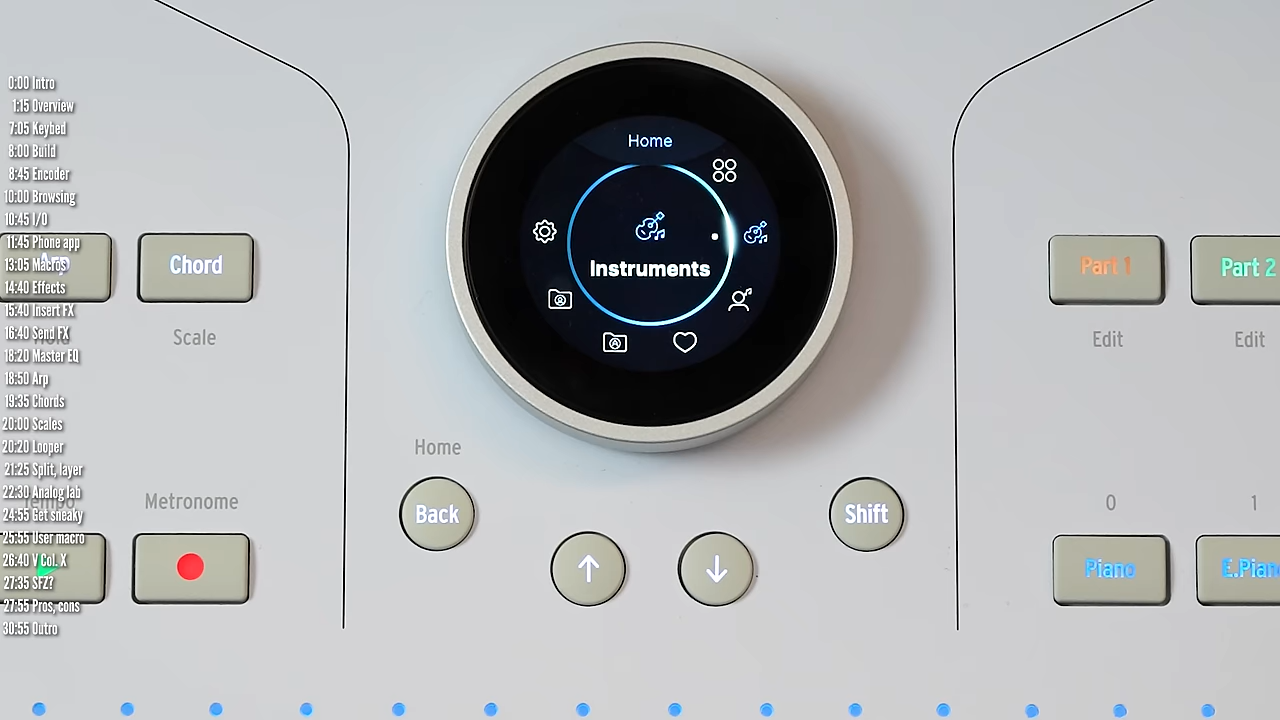 0:00 Intro
1:15 Overview
7:05 Keybed
8:00 Build
8:45 Encoder
10:00 Browsing
10:45 I/O
11:45 Phone app
13:05 Macros
14:40 Effects
15:40 Insert FX
16:40 Send FX
18:20 Master EQ
18:50 Arp
19:35 Chords
20:00 Scales
20:20 Looper
21:25 Split, layer
22:30 Analog lab
24:55 Get sneaky
25:55 User macro
26:40 V Col. X
27:35 SFZ?
27:55 Pros, cons
30:55 Outro
Chord
Scale
Metronome
Home
Instruments
Home
Back
Shift
Part 1
Part 2
Edit
Edit
0
1
Piano
E.Pian